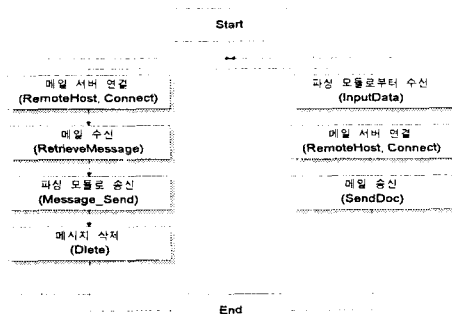 Start
메일 서버 연결
(RemoteHost, Connect)
메일 수신
(RetrieveMessage)
파싱 모듈로 송신
(Message_Send)
메시지 삭제
(Dlete)
파싱 모듈로부터 수신
(InputData)
메일 서버 연결
(RemoteHost, Connect)
메일 송신
(SendDoc)
End